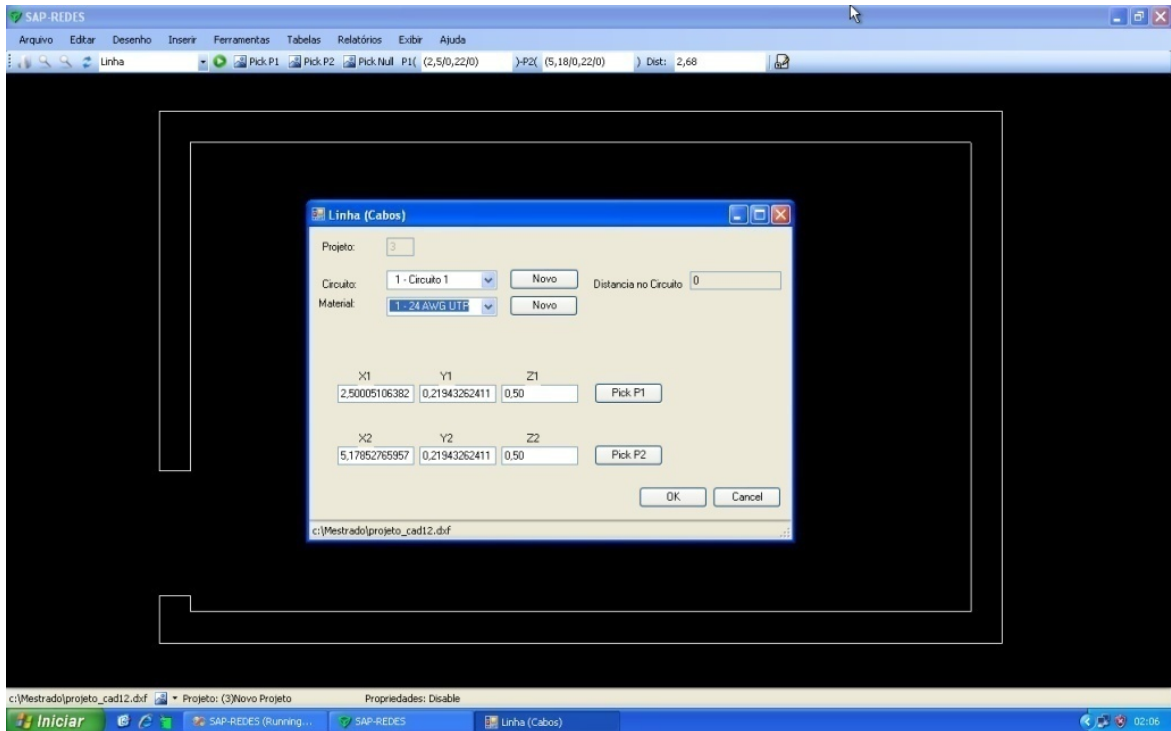 SAP-REDES
Arquivo Editar Desenho Inserir Ferramentas Tabelas Relatórios Exibir Ajuda
Linha Pick P1 Pick P2 Pick Null P1( (2,5/0,22/0) )-P2( (5,18/0,22/0) ) Dist: 2,68
Linha (Cabos)
Projeto: 3
Circuito: 1 - Circuito 1 Novo Distancia no Circuito 0
Material: 1 - 24 AWG UTP Novo
X1 Y1 Z1
2,50005106382 0,21943262411 0,50 Pick P1
X2 Y2 Z2
5,17852765957 0,21943262411 0,50 Pick P2
OK Cancel
c:\Mestrado\projeto_cad12.dxf
c:\Mestrado\projeto_cad12.dxf Projeto: (3)Novo Projeto Propriedades: Disable
Iniciar SAP-REDES (Running... SAP-REDES Linha (Cabos) 02:06